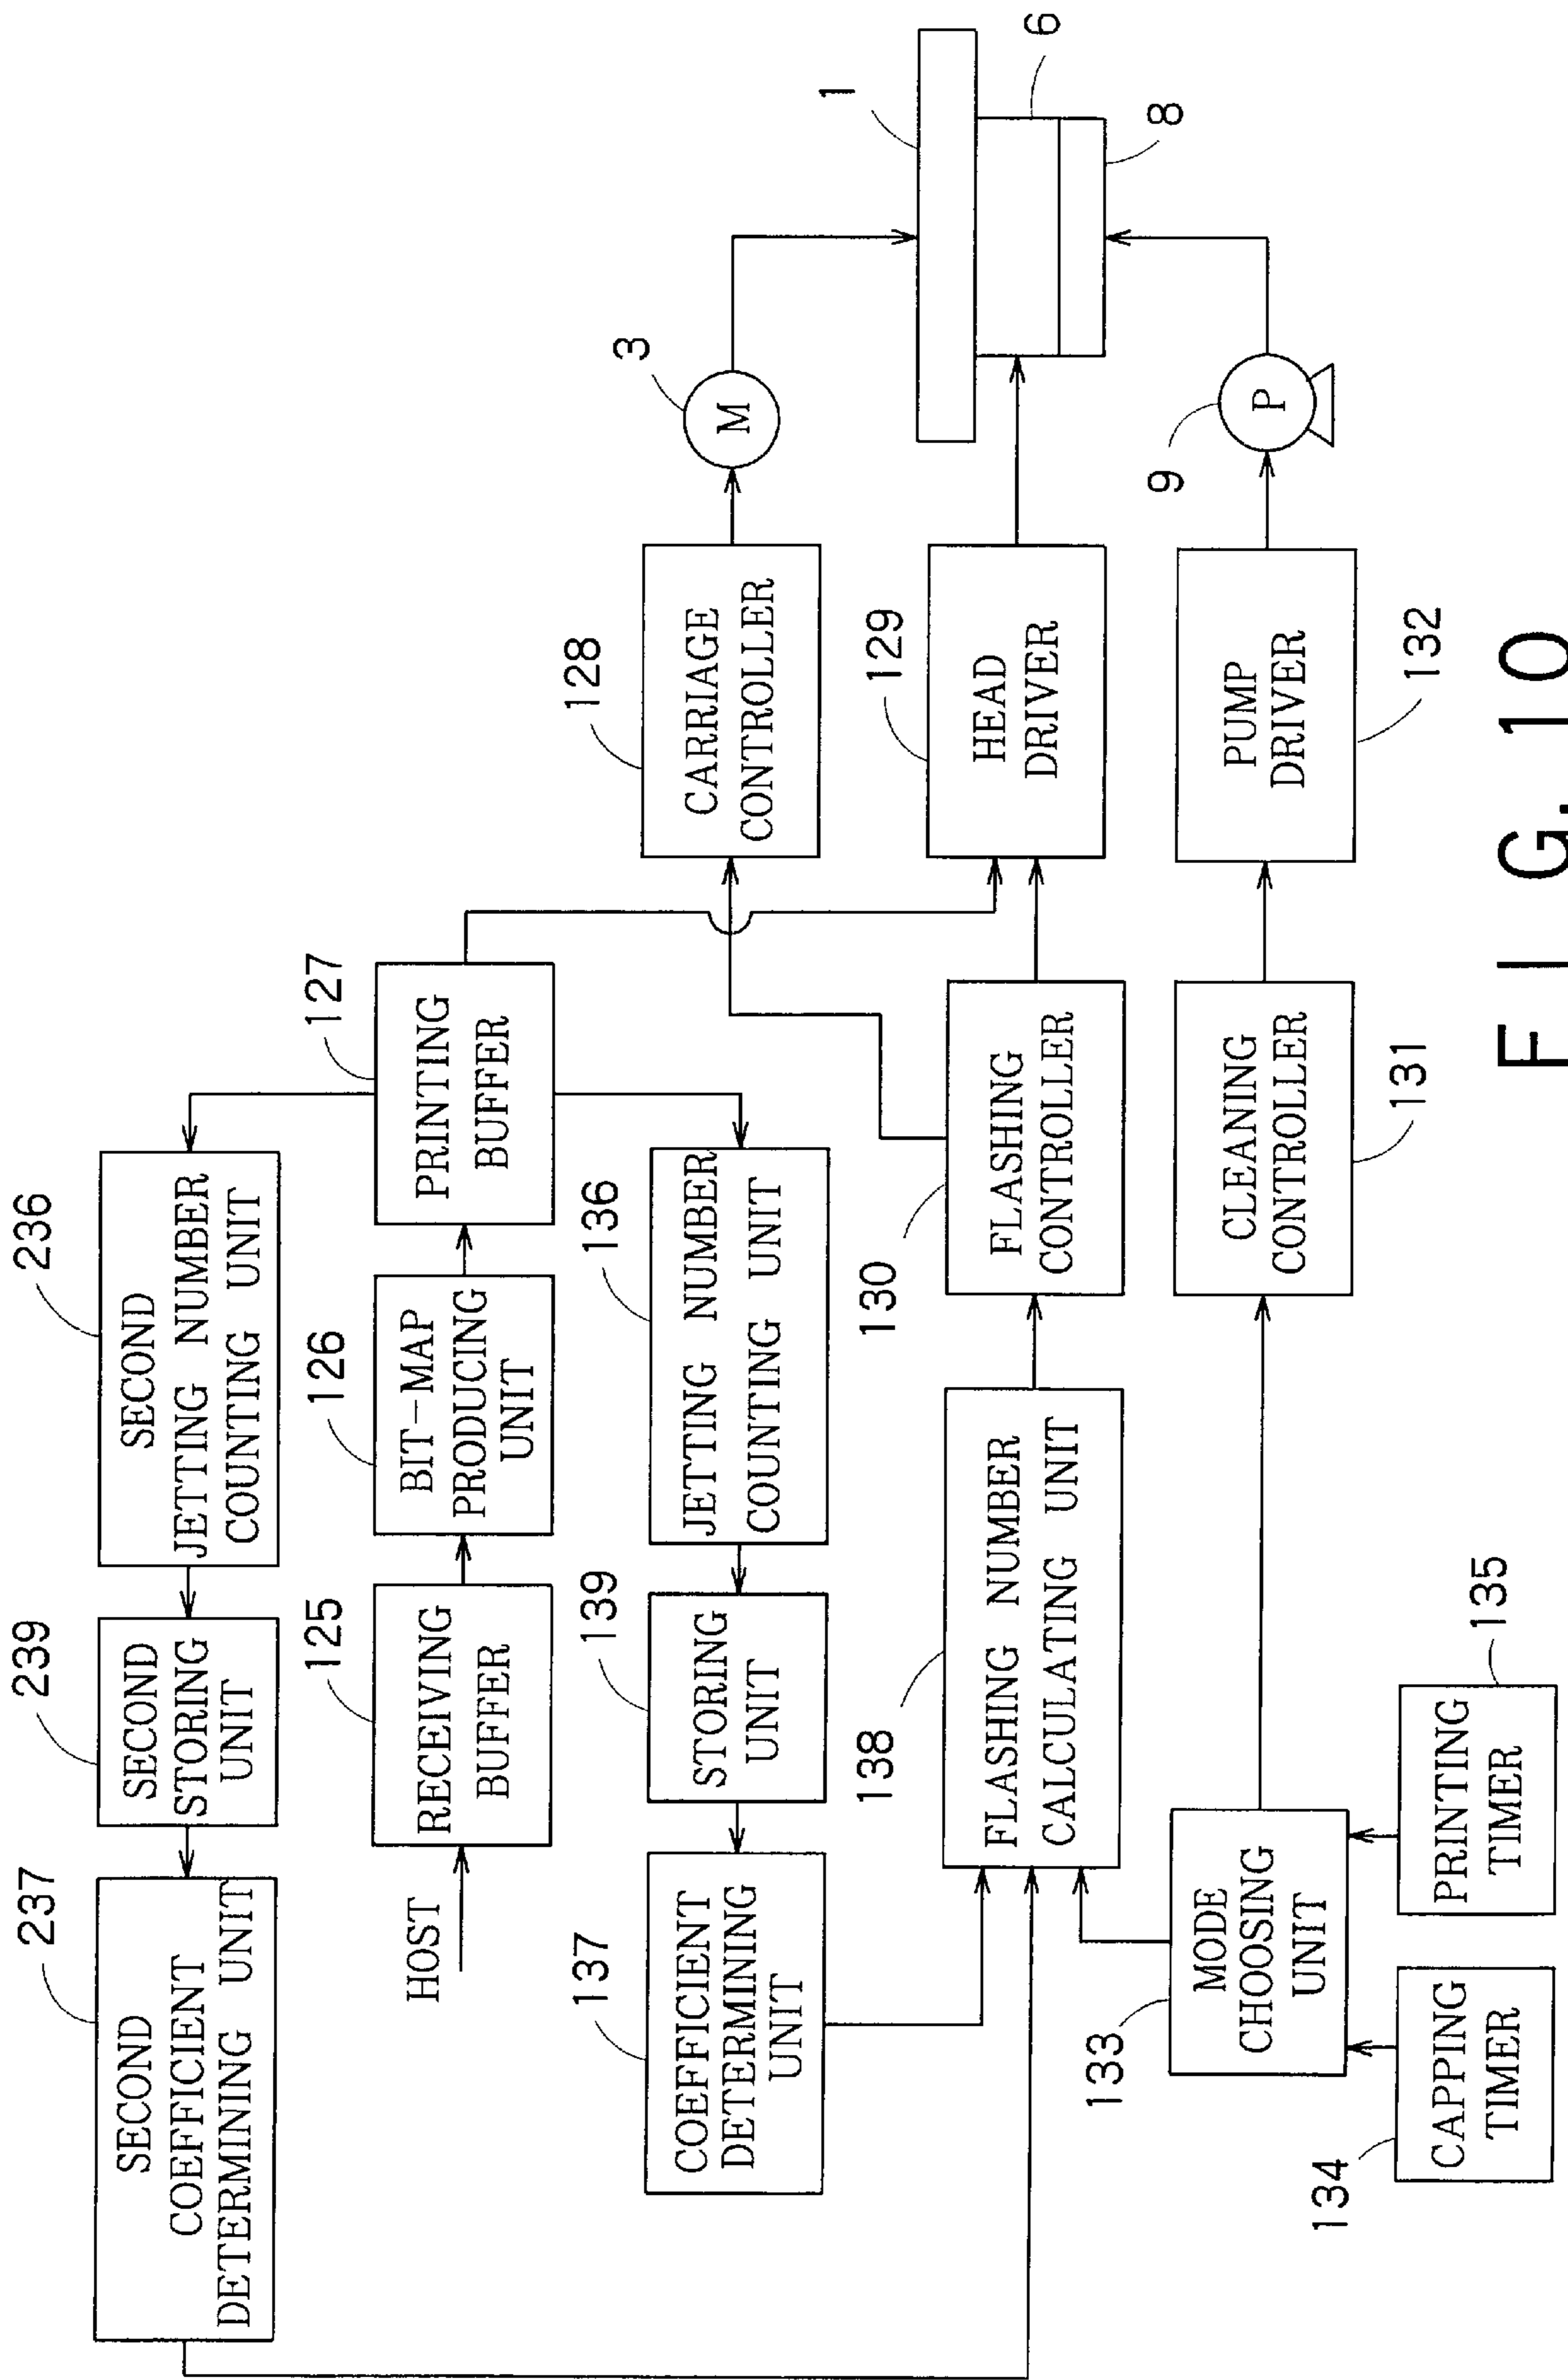 236
SECOND
JETTING NUMBER
COUNTING UNIT
239
SECOND
STORING
UNIT
237
SECOND
COEFFICIENT
DETERMINING UNIT
HOST
125
RECEIVING
BUFFER
126
BIT-MAP
PRODUCING
UNIT
127
PRINTING
BUFFER
136
JETTING NUMBER
COUNTING UNIT
139
STORING
UNIT
137
COEFFICIENT
DETERMINING
UNIT
128
CARRIAGE
CONTROLLER
3
M
1
6
8
138
FLASHING NUMBER
CALCULATING UNIT
130
FLASHING
CONTROLLER
129
HEAD
DRIVER
133
MODE
CHOOSING
UNIT
131
CLEANING
CONTROLLER
132
PUMP
DRIVER
9
P
134
CAPPING
TIMER
135
PRINTING
TIMER
FIG. 10